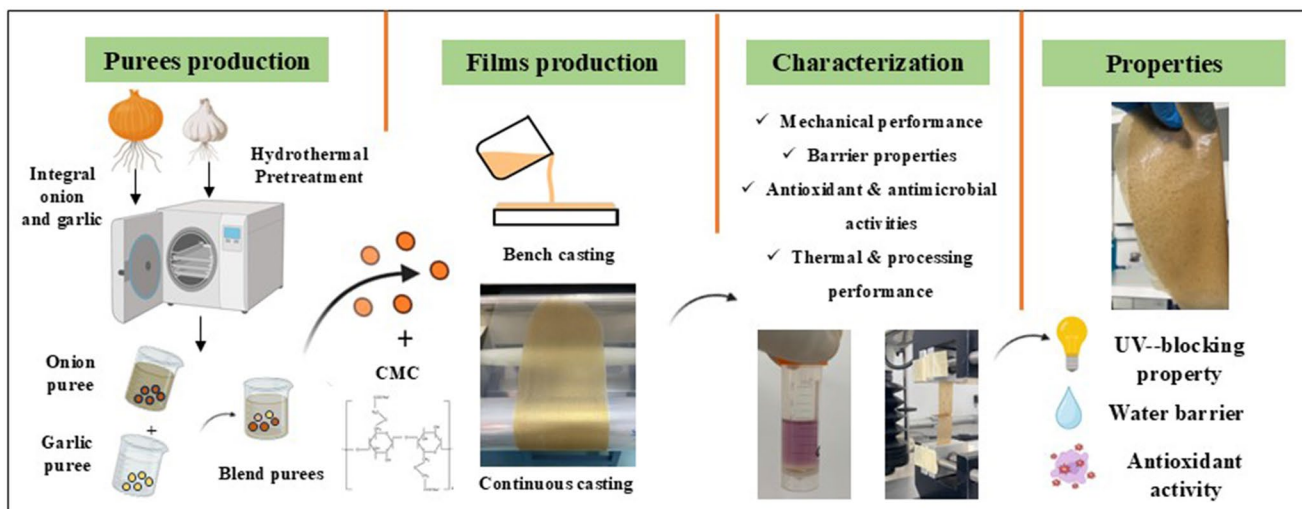 Purees production
Integral
onion
and garlic
Hydrothermal
Pretreatment
Onion
puree
+
Garlic
puree
Blend purees
Films production
+
CMC
Bench casting
Continuous casting
Characterization
✓ Mechanical performance
✓ Barrier properties
✓ Antioxidant & antimicrobial
activities
✓ Thermal & processing
performance
Properties
UV--blocking
property
Water barrier
Antioxidant
activity